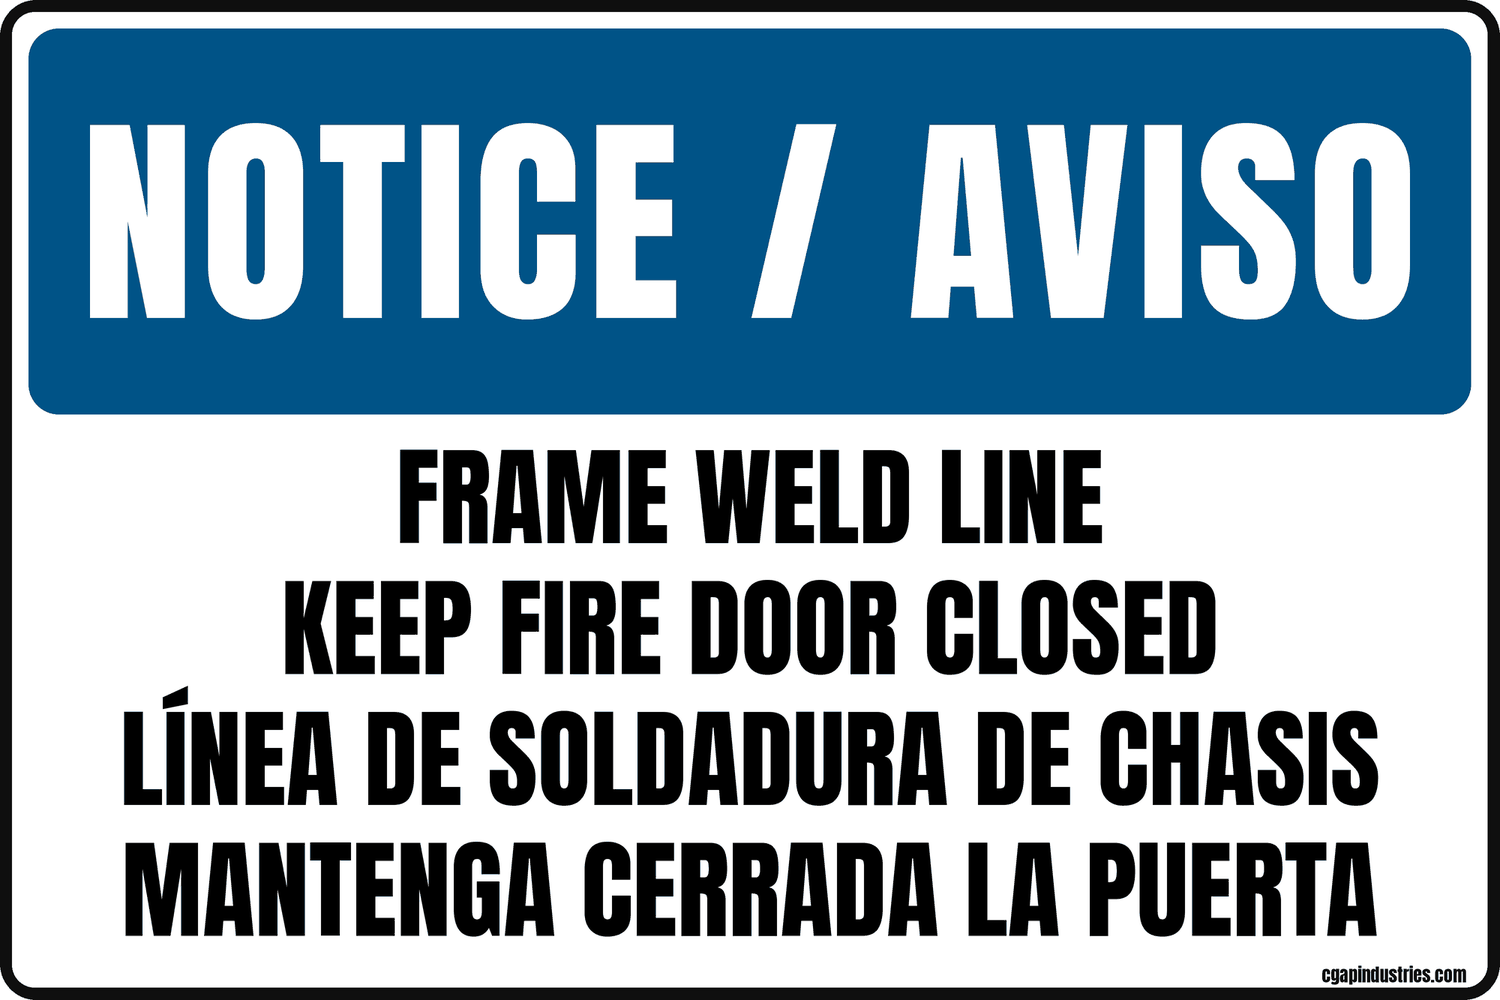 NOTICE / AVISO
FRAME WELD LINE
KEEP FIRE DOOR CLOSED
LÍNEA DE SOLDADURA DE CHASIS
MANTENGA CERRADA LA PUERTA
cgapindustries.com